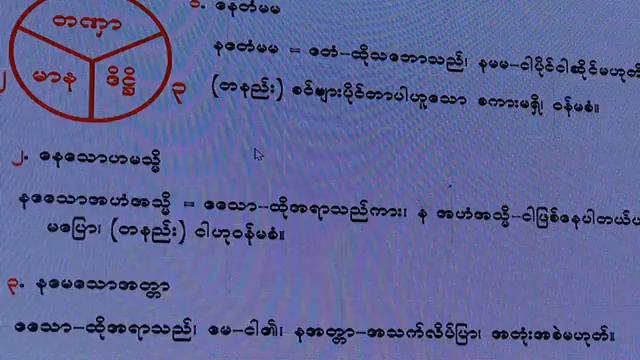 တဏှာ
မာန
ဒိဋ္ဌိ
၃
၁. နေတံမမ
နဧတေံမမ = ဧတေံ-ထိုသဘောသည်၊ နမမ-ငါပိုင်ငါဆိုင်မဟုတ်
(တနည်း) ခင်ဗျားပိုင်တာပါဟူသော စကားမရှိ၊ ဝန်မခံ။
၂. နေသောဟမသ္မိ
နဧသောအဟံအသ္မိ = ဧသော-ထိုအရာသည်ကား၊ န အဟံအသ္မိ-ငါဖြစ်နေပါတယ်ဟု
မပြော၊ (တနည်း) ငါဟုဝန်မခံ။
၃. နမေသောအတ္တာ
ဧသော-ထိုအရာသည်၊ မေ-ငါ၏၊ နအတ္တာ-အသက်လိပ်ပြာ၊ အတုံးအခဲမဟုတ်။